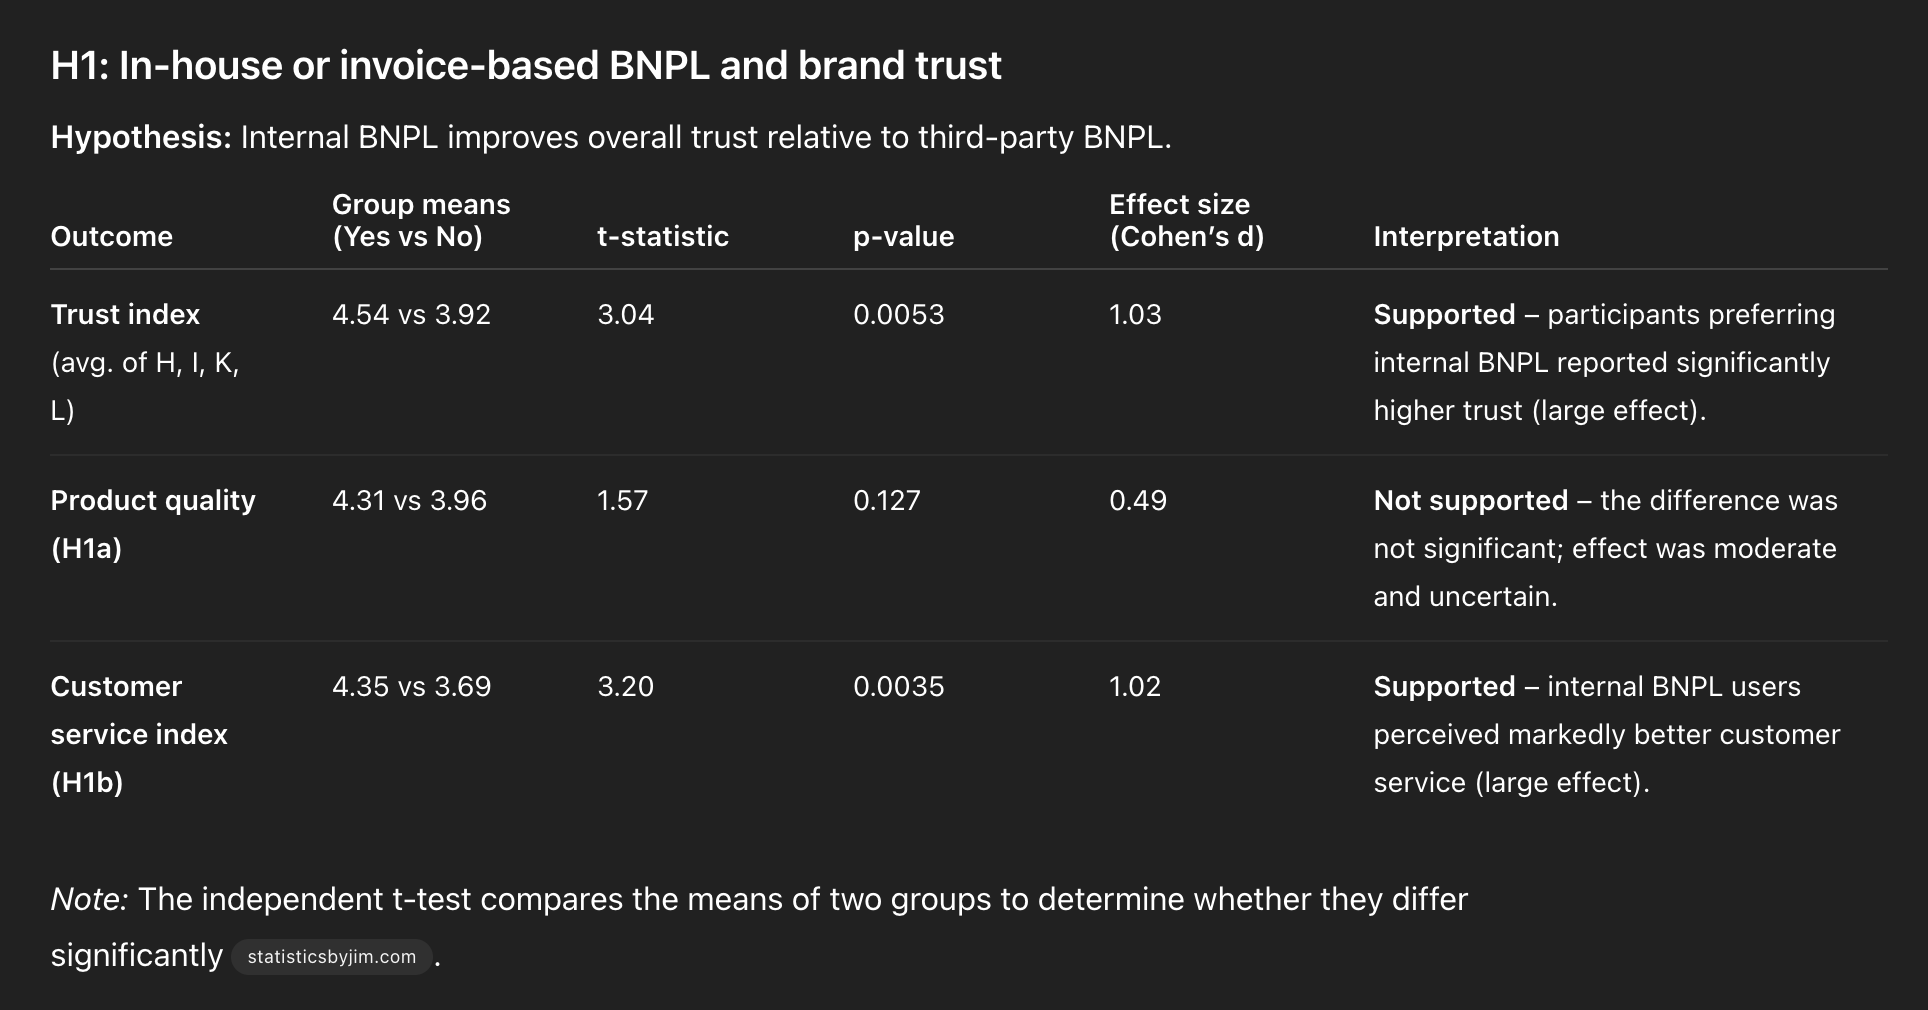 H1: In-house or invoice-based BNPL and brand trust
Hypothesis: Internal BNPL improves overall trust relative to third-party BNPL.
Outcome
Group means
(Yes vs No)
t-statistic
p-value
Effect size
(Cohen’s d)
Interpretation
Trust index
(avg. of H, I, K,
L)
4.54 vs 3.92
3.04
0.0053
1.03
Supported – participants preferring
internal BNPL reported significantly
higher trust (large effect).
Product quality
(H1a)
4.31 vs 3.96
1.57
0.127
0.49
Not supported – the difference was
not significant; effect was moderate
and uncertain.
Customer
service index
(H1b)
4.35 vs 3.69
3.20
0.0035
1.02
Supported – internal BNPL users
perceived markedly better customer
service (large effect).
Note: The independent t-test compares the means of two groups to determine whether they differ
significantly statisticsbyjim.com.